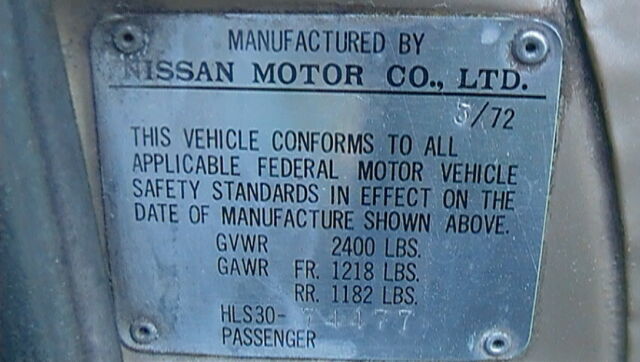 MANUFACTURED BY
NISSAN MOTOR CO., LTD.
5/72
THIS VEHICLE CONFORMS TO ALL
APPLICABLE FEDERAL MOTOR VEHICLE
SAFETY STANDARDS IN EFFECT ON THE
DATE OF MANUFACTURE SHOWN ABOVE.
GVWR 2400 LBS.
GAWR FR. 1218 LBS.
RR. 1182 LBS.
HLS30-74477
PASSENGER